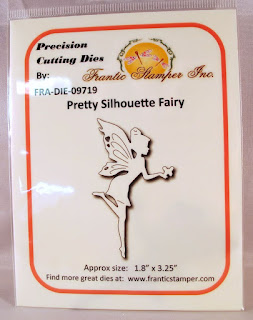 Precision
Cutting Dies
By: Frantic Stamper Inc.
FRA-DIE-09719
Pretty Silhouette Fairy
Approx size: 1.8" x 3.25"
Find more great dies at: www.franticstamper.com